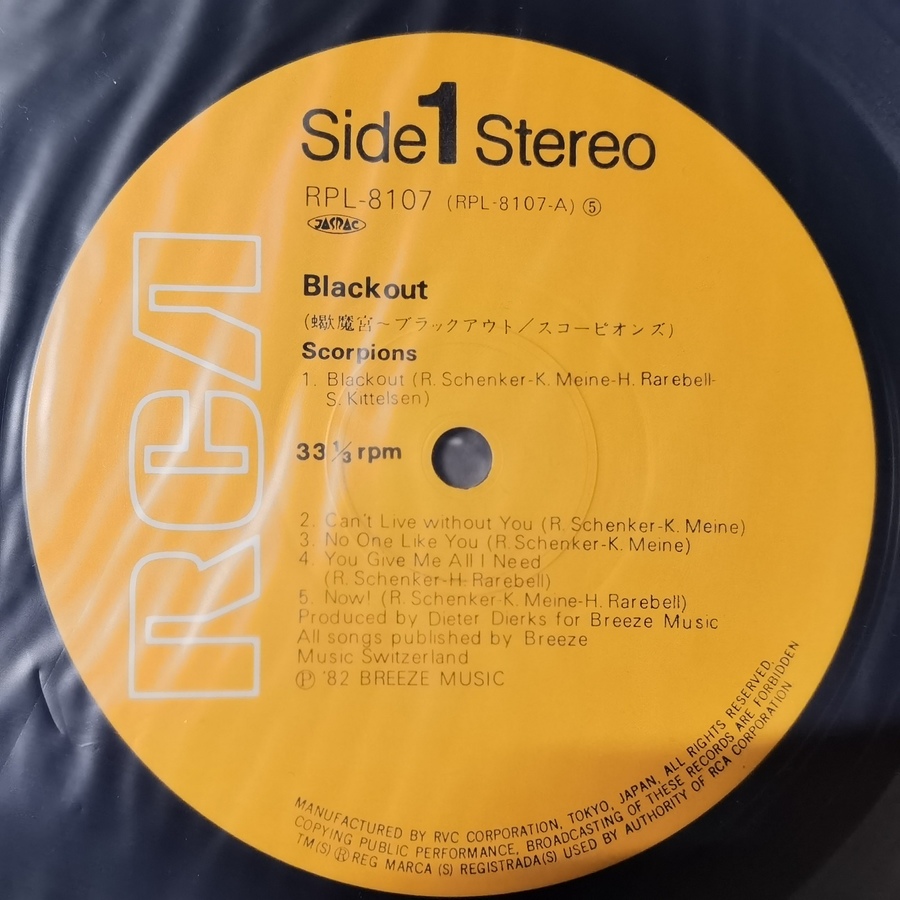 Side 1 Stereo
RPL-8107 (RPL-8107-A) ⑤
JASRAC
Blackout
(蠍魔宮~ブラックアウト/スコーピオンズ)
Scorpions
1. Blackout (R. Schenker-K. Meine-H. Rarebell-
S. Kittelsen)
33 1/3 rpm
2. Can't Live without You (R. Schenker-K. Meine)
3. No One Like You (R. Schenker-K. Meine)
4. You Give Me All I Need
(R. Schenker-H. Rarebell)
5. Now! (R. Schenker-K. Meine-H. Rarebell)
Produced by Dieter Dierks for Breeze Music
All songs published by Breeze
Music Switzerland
Ⓟ '82 BREEZE MUSIC
RCA
MANUFACTURED BY RVC CORPORATION, TOKYO, JAPAN, ALL RIGHTS RESERVED,
COPYING PUBLIC PERFORMANCE, BROADCASTING OF THESE RECORDS ARE FORBIDDEN
TM(S) ® REG MARCA (S) REGISTRADA(S) USED BY AUTHORITY OF RCA CORPORATION